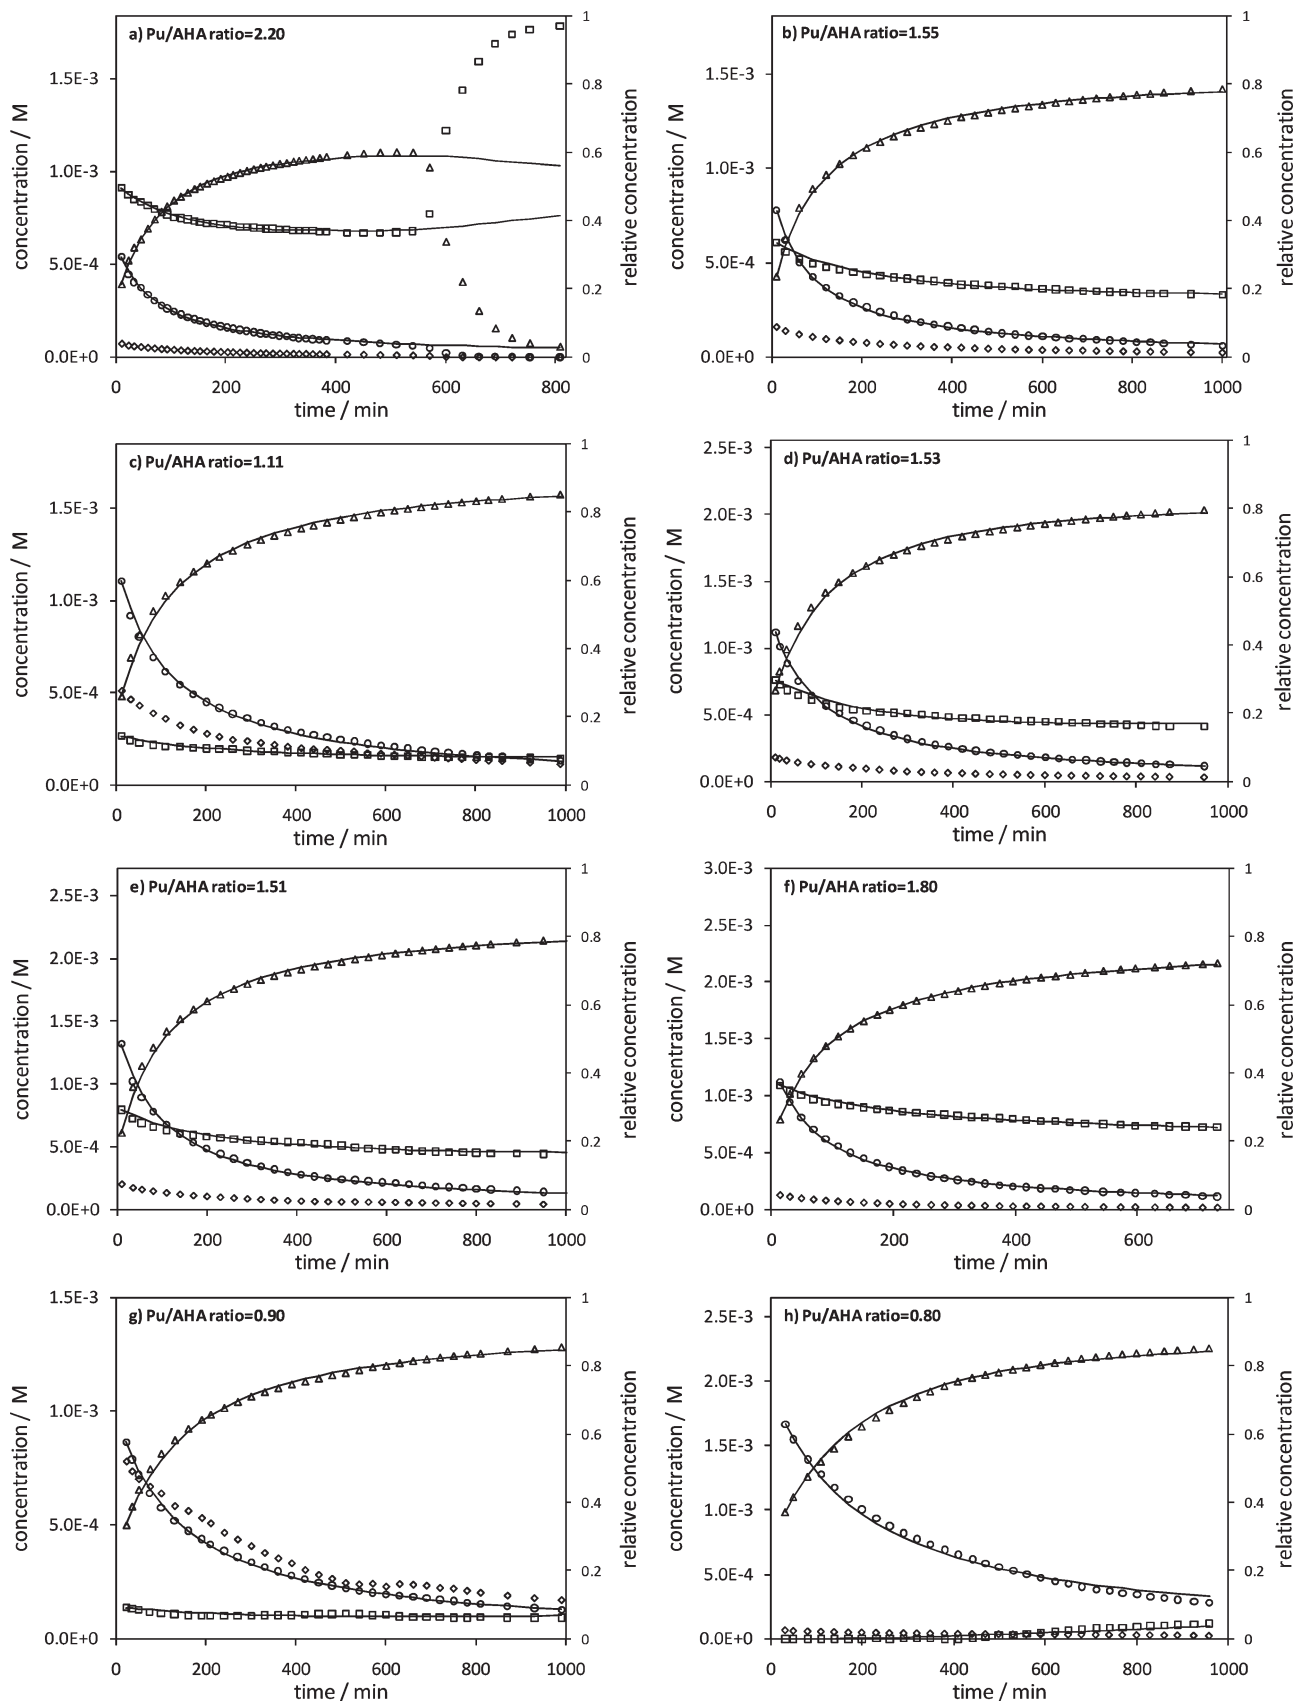 a) Pu/AHA ratio=2.20
concentration / M
1.5E-3
1.0E-3
5.0E-4
0.0E+0
0 200 400 600 800
time / min
1
0.8
0.6
0.4
0.2
0
relative concentration
b) Pu/AHA ratio=1.55
concentration / M
1.5E-3
1.0E-3
5.0E-4
0.0E+0
0 200 400 600 800 1000
time / min
1
0.8
0.6
0.4
0.2
0
relative concentration
c) Pu/AHA ratio=1.11
concentration / M
1.5E-3
1.0E-3
5.0E-4
0.0E+0
0 200 400 600 800 1000
time / min
1
0.8
0.6
0.4
0.2
0
relative concentration
d) Pu/AHA ratio=1.53
concentration / M
2.5E-3
2.0E-3
1.5E-3
1.0E-3
5.0E-4
0.0E+0
0 200 400 600 800 1000
time / min
1
0.8
0.6
0.4
0.2
0
relative concentration
e) Pu/AHA ratio=1.51
concentration / M
2.5E-3
2.0E-3
1.5E-3
1.0E-3
5.0E-4
0.0E+0
0 200 400 600 800 1000
time / min
1
0.8
0.6
0.4
0.2
0
relative concentration
f) Pu/AHA ratio=1.80
concentration / M
3.0E-3
2.5E-3
2.0E-3
1.5E-3
1.0E-3
5.0E-4
0.0E+0
0 200 400 600
time / min
1
0.8
0.6
0.4
0.2
0
relative concentration
g) Pu/AHA ratio=0.90
concentration / M
1.5E-3
1.0E-3
5.0E-4
0.0E+0
0 200 400 600 800 1000
time / min
1
0.8
0.6
0.4
0.2
0
relative concentration
h) Pu/AHA ratio=0.80
concentration / M
2.5E-3
2.0E-3
1.5E-3
1.0E-3
5.0E-4
0.0E+0
0 200 400 600 800 1000
time / min
1
0.8
0.6
0.4
0.2
0
relative concentration